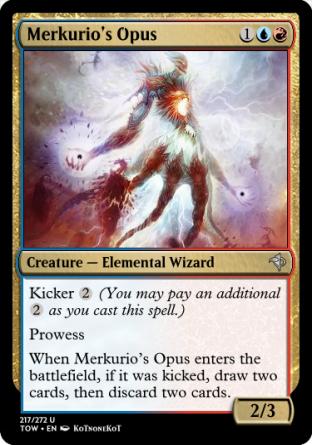 Merkurio's Opus 1
Creature — Elemental Wizard
Kicker 2 (You may pay an additional
2 as you cast this spell.)
Prowess
When Merkurio's Opus enters the
battlefield, if it was kicked, draw two
cards, then discard two cards.
2/3
217/272 U
TOW • EN KoTnoneKoT